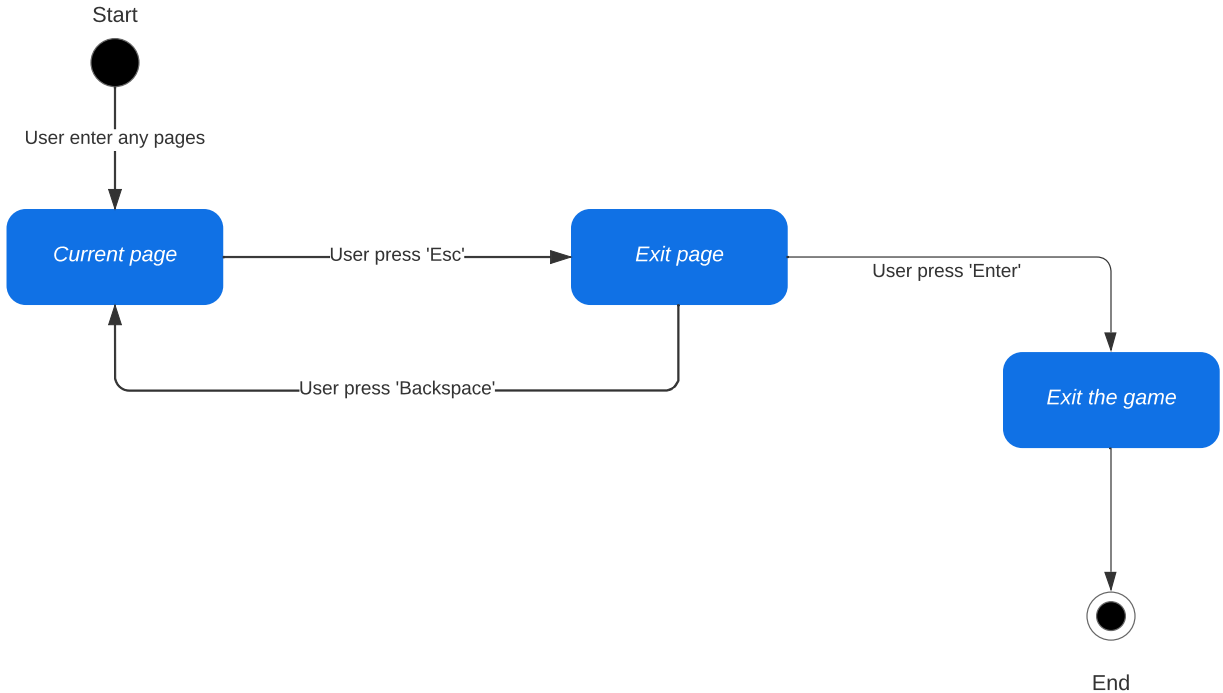 Start
User enter any pages
Current page
User press 'Esc'
Exit page
User press 'Enter'
User press 'Backspace'
Exit the game
End